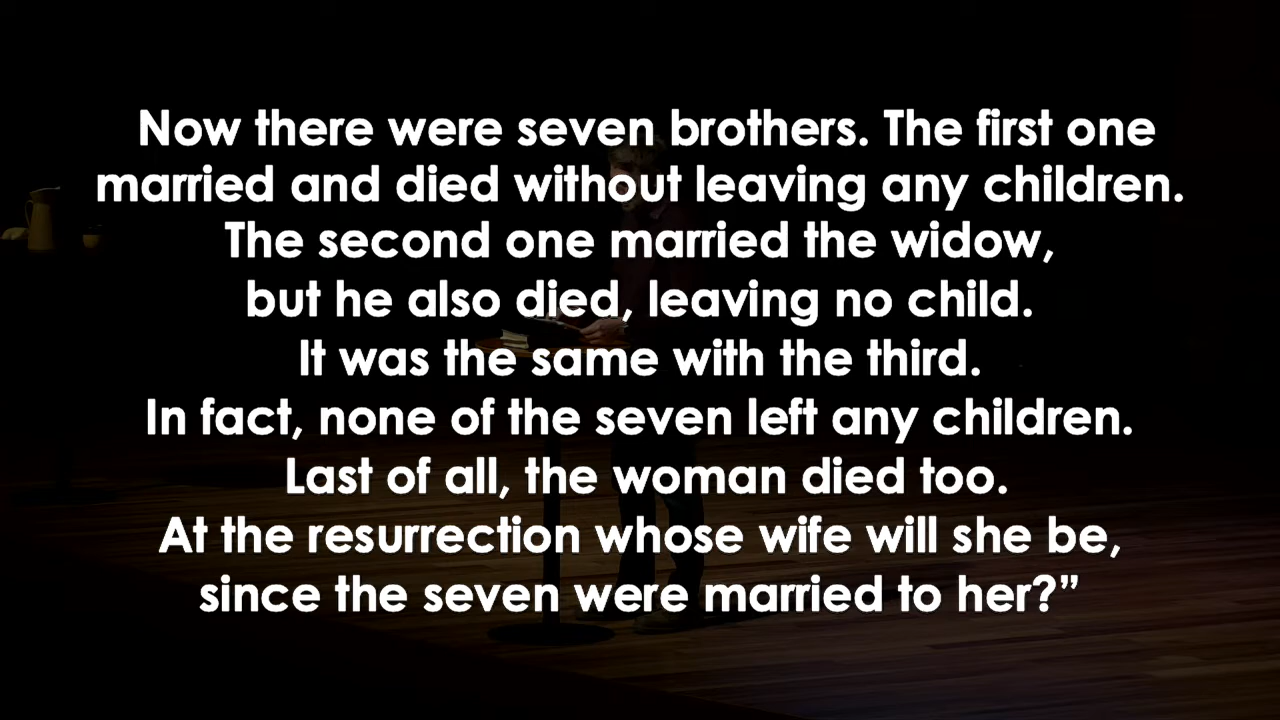 Now there were seven brothers. The first one
married and died without leaving any children.
The second one married the widow,
but he also died, leaving no child.
It was the same with the third.
In fact, none of the seven left any children.
Last of all, the woman died too.
At the resurrection whose wife will she be,
since the seven were married to her?”